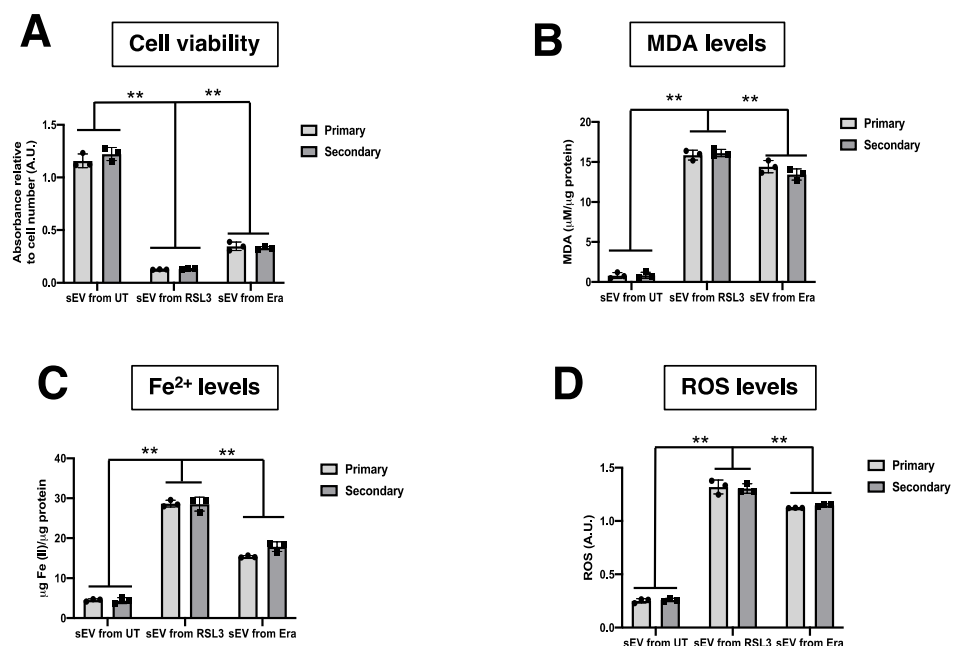 A
Cell viability
** **
1.5
1.0
0.5
0.0
Absorbance relative
to cell number (A.U.)
sEV from UT sEV from RSL3 sEV from Era
Primary
Secondary
B
MDA levels
** **
20
15
10
5
0
MDA (μM/μg protein)
sEV from UT sEV from RSL3 sEV from Era
Primary
Secondary
C
Fe²⁺ levels
** **
40
30
20
10
0
μg Fe (II)/μg protein
sEV from UT sEV from RSL3 sEV from Era
Primary
Secondary
D
ROS levels
** **
1.5
1.0
0.5
0.0
ROS (A.U.)
sEV from UT sEV from RSL3 sEV from Era
Primary
Secondary